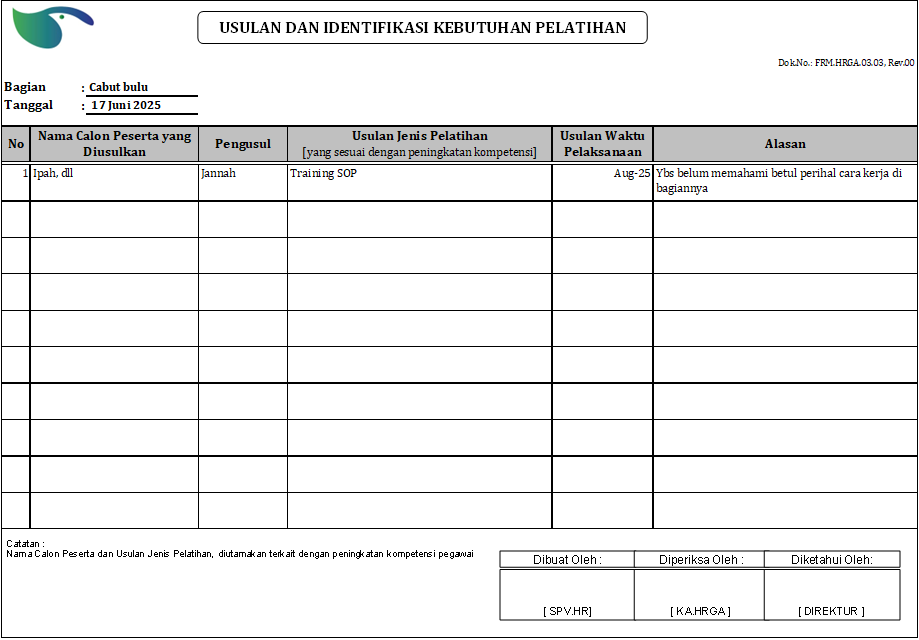 USULAN DAN IDENTIFIKASI KEBUTUHAN PELATIHAN
Dok.No.: FRM.HRGA.03.03, Rev.00
Bagian : Cabut bulu
Tanggal : 17 Juni 2025
No
Nama Calon Peserta yang
Diusulkan
Pengusul
Usulan Jenis Pelatihan
[yang sesuai dengan peningkatan kompetensi]
Usulan Waktu
Pelaksanaan
Alasan
1 Ipah, dll Jannah Training SOP Aug-25 Ybs belum memahami betul perihal cara kerja di
bagiannya
Catatan :
Nama Calon Peserta dan Usulan Jenis Pelatihan, diutamakan terkait dengan peningkatan kompetensi pegawai
Dibuat Oleh : Diperiksa Oleh : Diketahui Oleh:
[ SPV.HR] [ KA.HRGA ] [ DIREKTUR ]